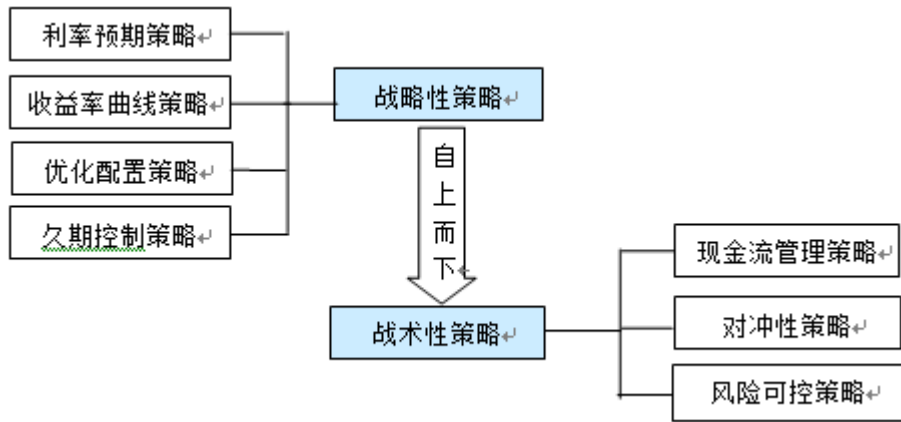 利率预期策略
收益率曲线策略
优化配置策略
久期控制策略
战略性策略
自
上
而
下
战术性策略
现金流管理策略
对冲性策略
风险可控策略